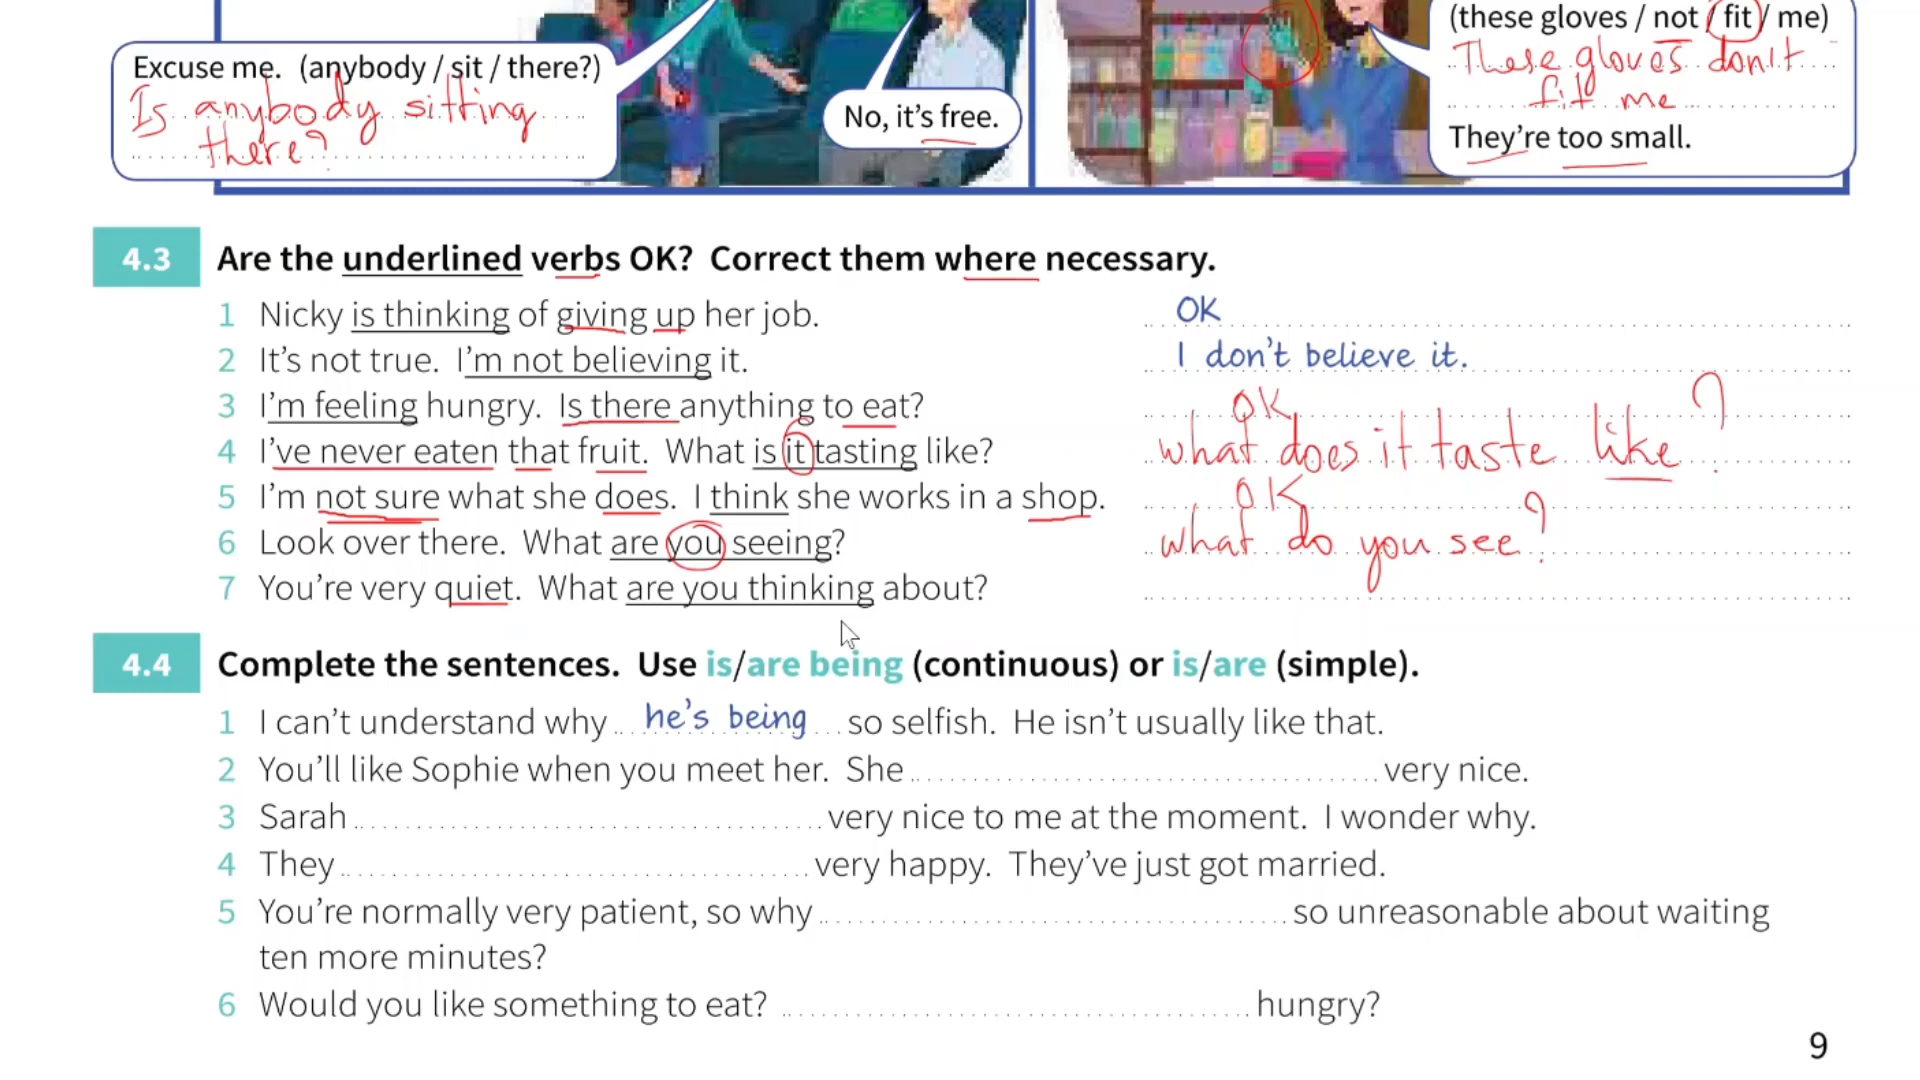 (these gloves / not / fit / me)
These gloves don't
fit me
They're too small.
Excuse me. (anybody / sit / there?)
Is anybody sitting
there?
No, it's free.
4.3 Are the underlined verbs OK? Correct them where necessary.
1 Nicky is thinking of giving up her job. OK
2 It's not true. I'm not believing it. I don't believe it.
3 I'm feeling hungry. Is there anything to eat? OK
4 I've never eaten that fruit. What is it tasting like? what does it taste like?
5 I'm not sure what she does. I think she works in a shop. OK
6 Look over there. What are you seeing? what do you see?
7 You're very quiet. What are you thinking about?
4.4 Complete the sentences. Use is/are being (continuous) or is/are (simple).
1 I can't understand why he's being so selfish. He isn't usually like that.
2 You'll like Sophie when you meet her. She very nice.
3 Sarah very nice to me at the moment. I wonder why.
4 They very happy. They've just got married.
5 You're normally very patient, so why so unreasonable about waiting
ten more minutes?
6 Would you like something to eat? hungry?
9